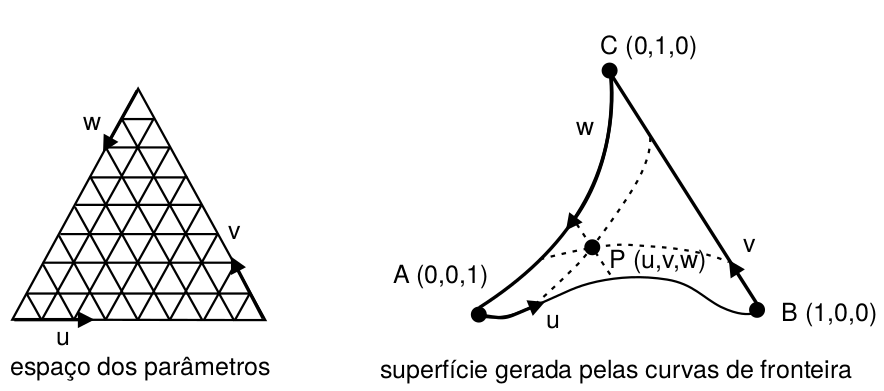 C (0,1,0)
w
w
v
v
P (u,v,w)
A (0,0,1)
B (1,0,0)
u
u
espaço dos parâmetros
superfície gerada pelas curvas de fronteira